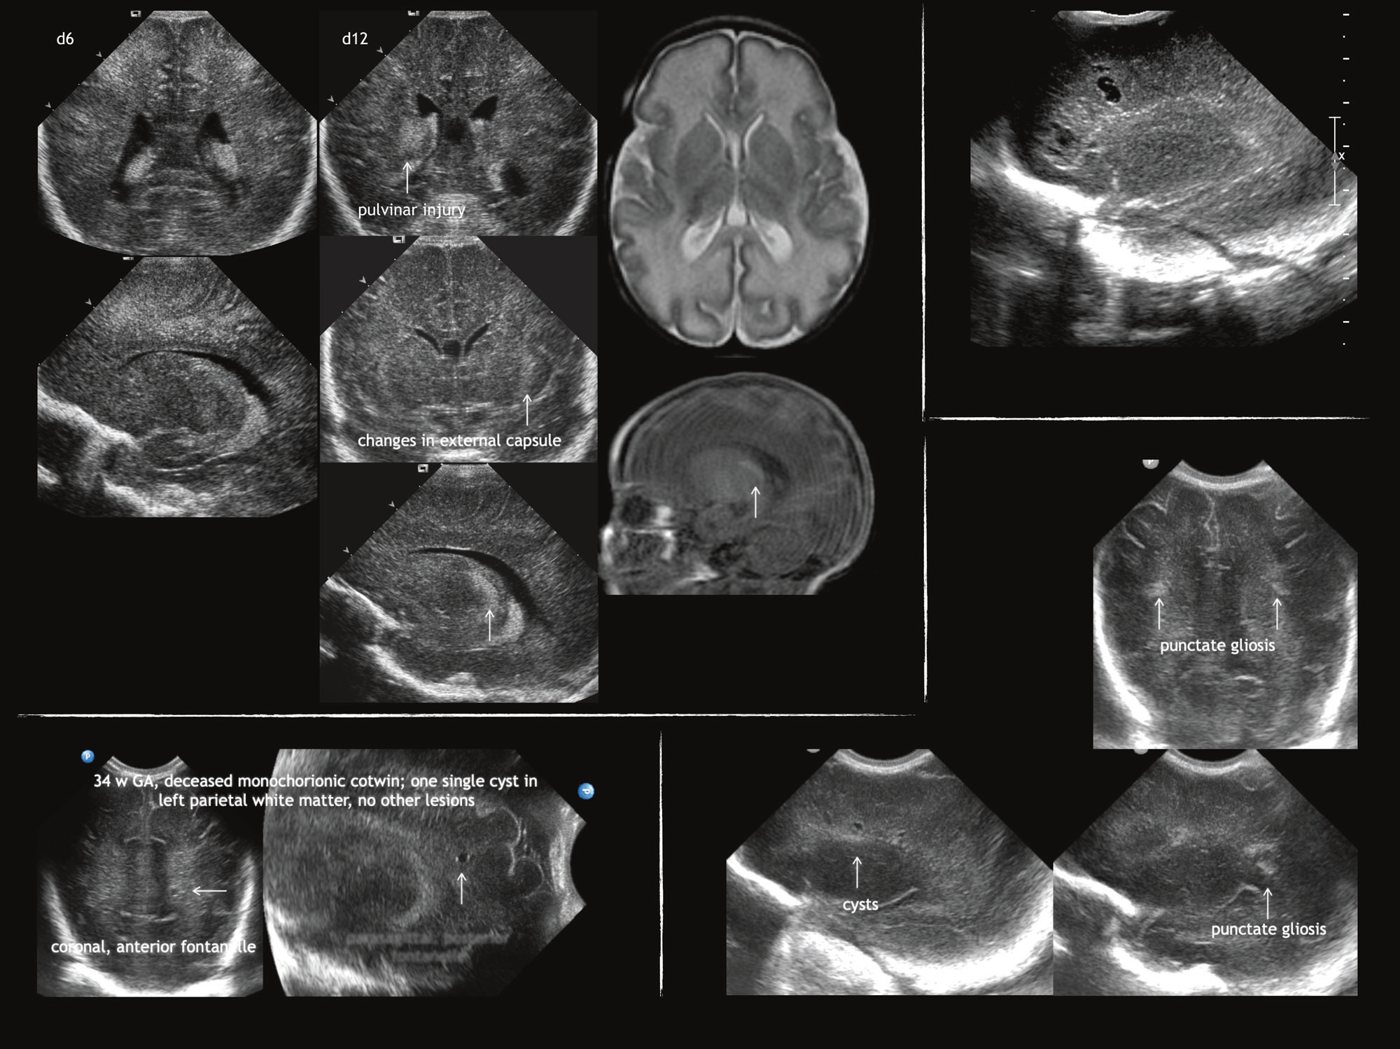 d6
d12
pulvinar injury
changes in external capsule
punctate gliosis
34 w GA, deceased monochorionic cotwin; one single cyst in
left parietal white matter, no other lesions
coronal, anterior fontanelle
cysts
punctate gliosis
x